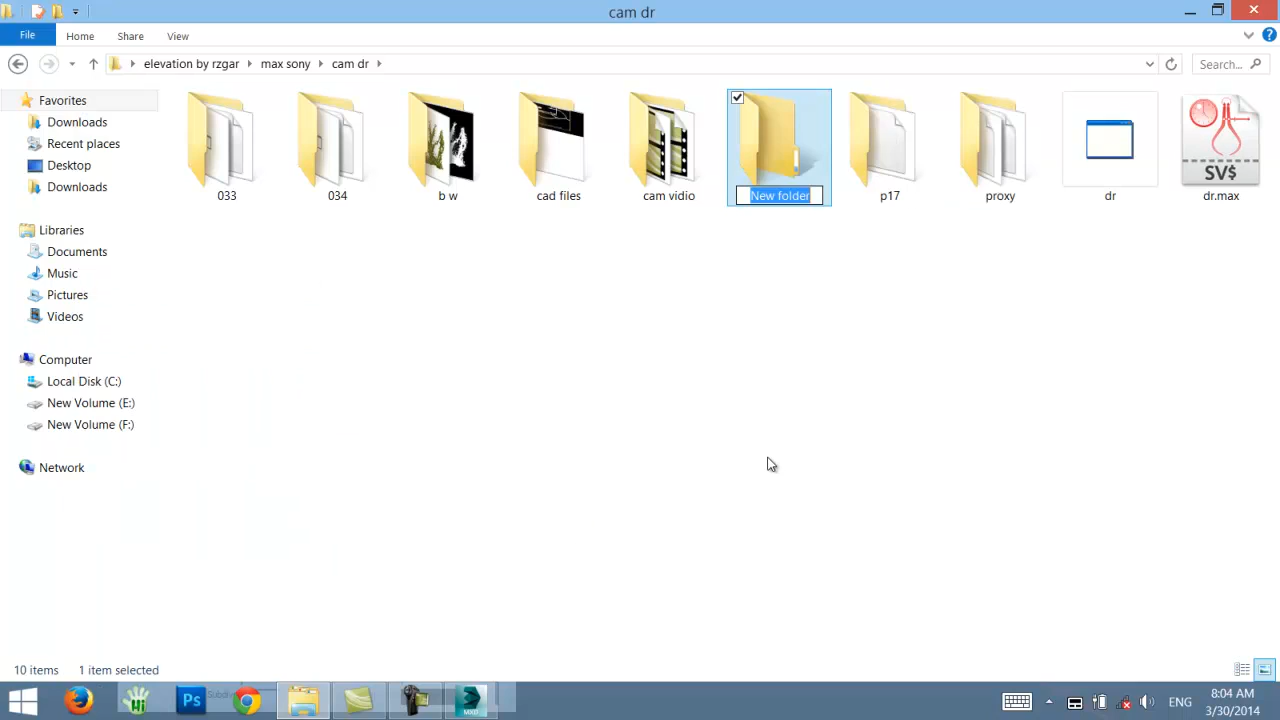 cam dr
File Home Share View
elevation by rzgar max sony cam dr Search...
Favorites
Downloads
Recent places
Desktop
Downloads
Libraries
Documents
Music
Pictures
Videos
Computer
Local Disk (C:)
New Volume (E:)
New Volume (F:)
Network
SV$
033 034 b w cad files cam vidio New folder p17 proxy dr dr.max
10 items 1 item selected
Ps MAXD ENG
8:04 AM
3/30/2014